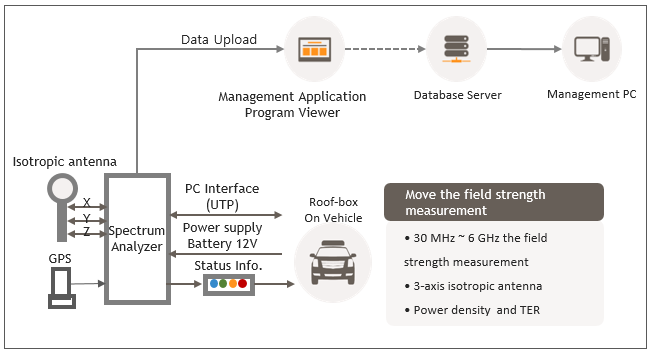 Data Upload
Management Application
Program Viewer
Database Server
Management PC
Isotropic antenna
X
Y
Z
GPS
Spectrum
Analyzer
PC Interface
(UTP)
Power supply
Battery 12V
Status Info.
Roof-box
On Vehicle
Move the field strength
measurement
• 30 MHz ~ 6 GHz the field
strength measurement
• 3-axis isotropic antenna
• Power density and TER